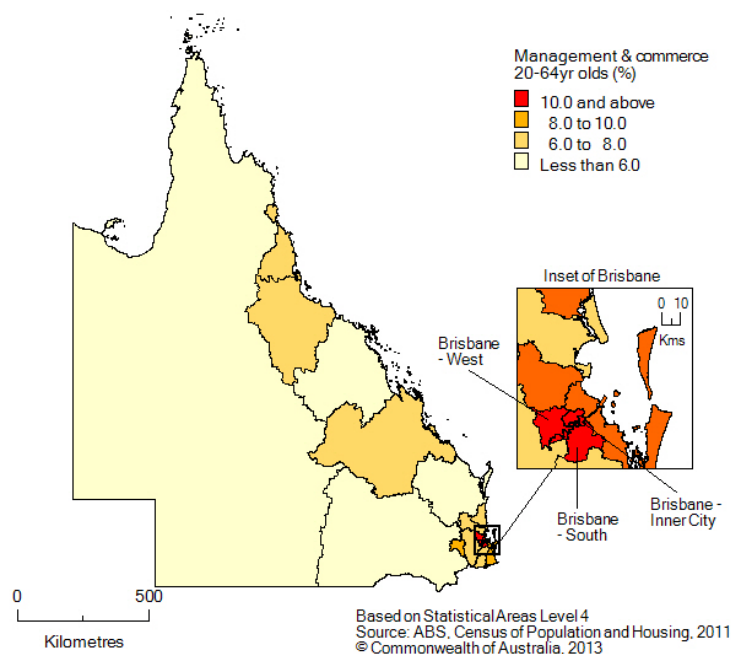 Management & commerce
20-64yr olds (%)
10.0 and above
8.0 to 10.0
6.0 to 8.0
Less than 6.0
Inset of Brisbane
0 10
Kms
Brisbane
- West
Brisbane -
Inner City
Brisbane
- South
0 500
Kilometres
Based on Statistical Areas Level 4
Source: ABS, Census of Population and Housing, 2011
© Commonwealth of Australia, 2013